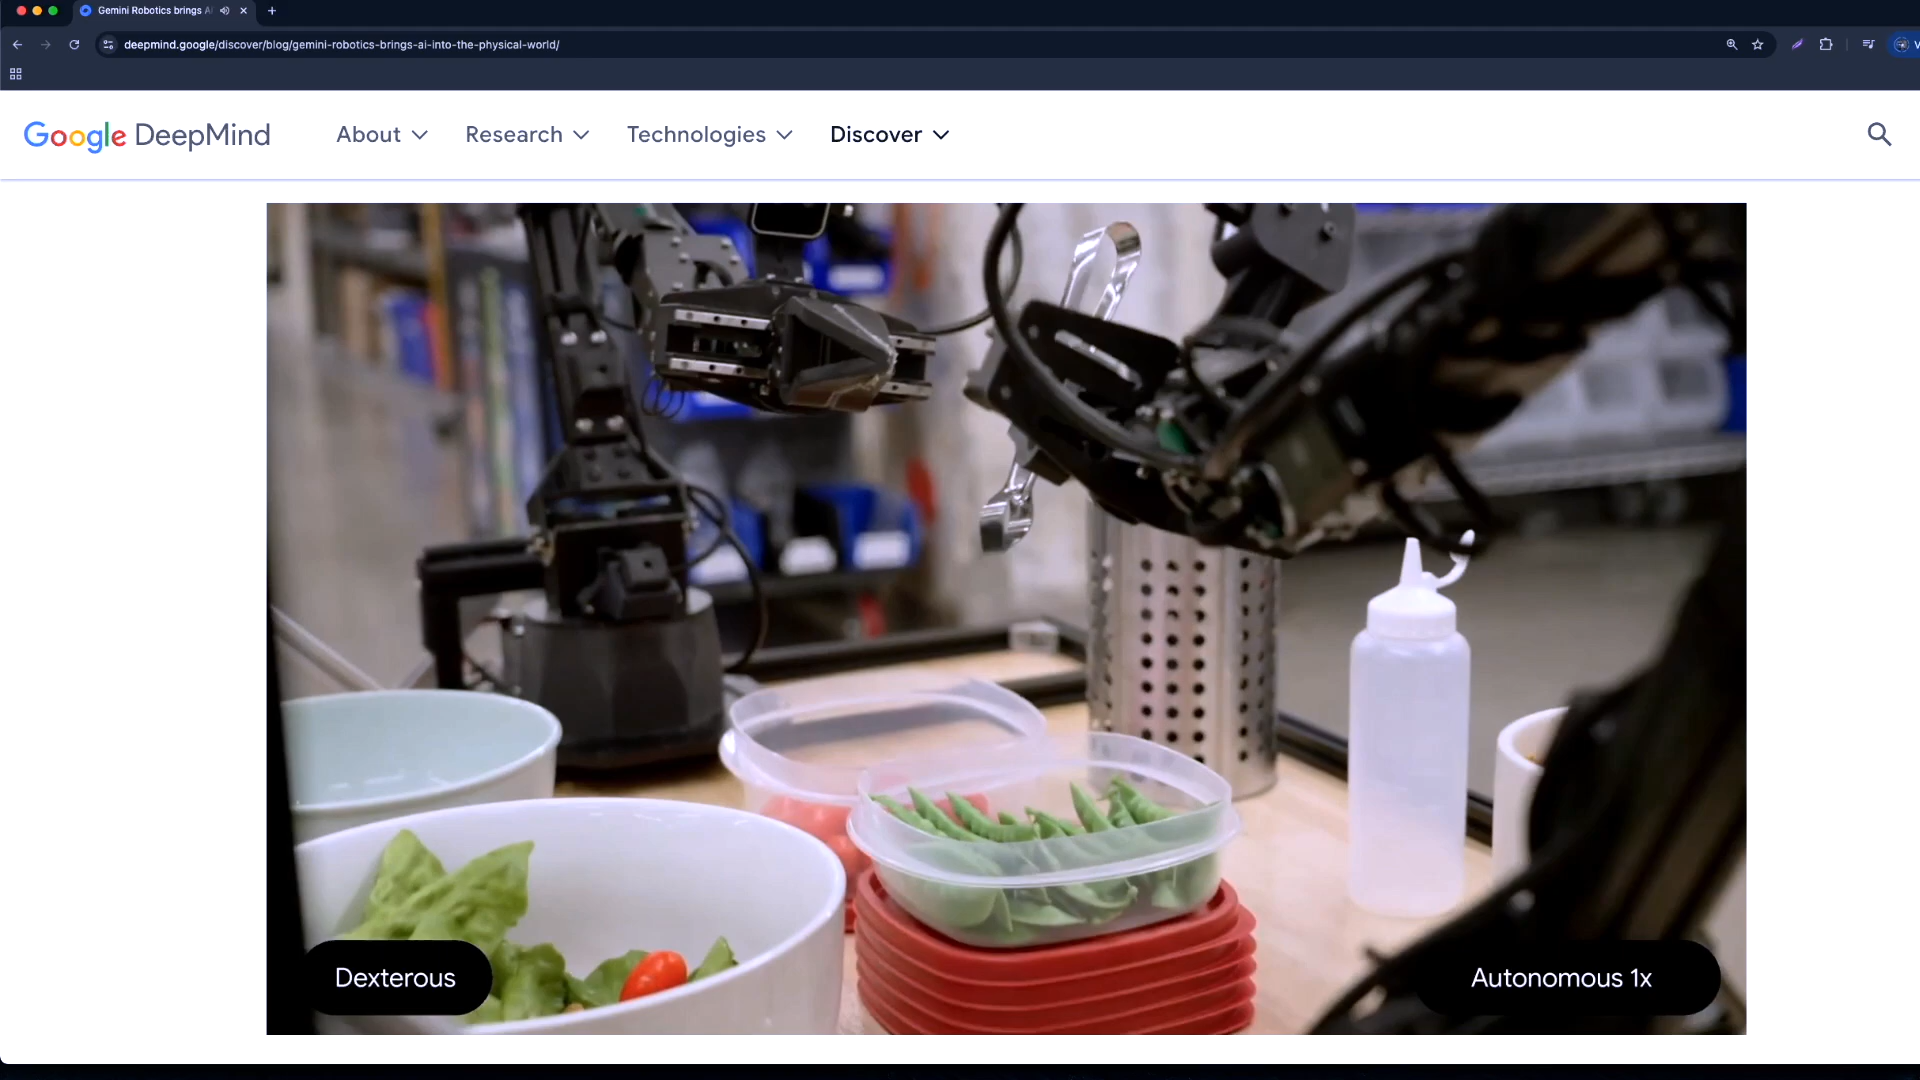 Gemini Robotics brings AI
deepmind.google/discover/blog/gemini-robotics-brings-ai-into-the-physical-world/
Google DeepMind
About
Research
Technologies
Discover
Dexterous
Autonomous 1x